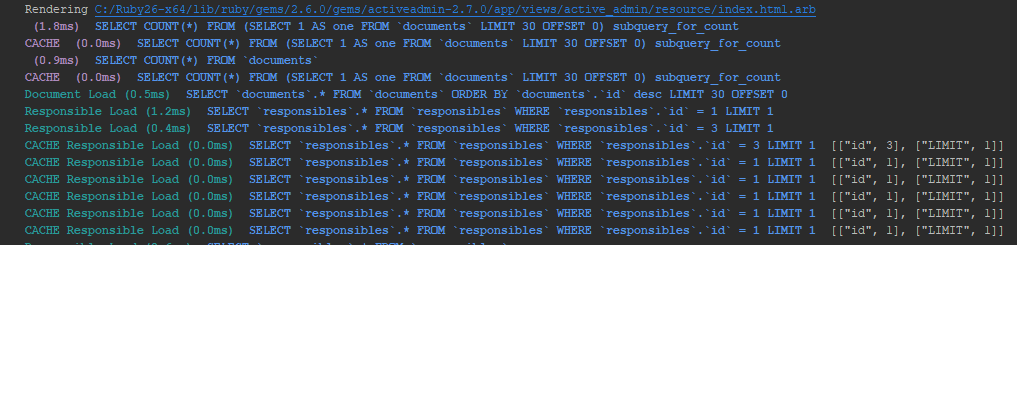 Rendering C:/Ruby26-x64/lib/ruby/gems/2.6.0/gems/activeadmin-2.7.0/app/views/active_admin/resource/index.html.arb
(1.8ms) SELECT COUNT(*) FROM (SELECT 1 AS one FROM `documents` LIMIT 30 OFFSET 0) subquery_for_count
CACHE (0.0ms) SELECT COUNT(*) FROM (SELECT 1 AS one FROM `documents` LIMIT 30 OFFSET 0) subquery_for_count
(0.9ms) SELECT COUNT(*) FROM `documents`
CACHE (0.0ms) SELECT COUNT(*) FROM (SELECT 1 AS one FROM `documents` LIMIT 30 OFFSET 0) subquery_for_count
Document Load (0.5ms) SELECT `documents`.* FROM `documents` ORDER BY `documents`.`id` desc LIMIT 30 OFFSET 0
Responsible Load (1.2ms) SELECT `responsibles`.* FROM `responsibles` WHERE `responsibles`.`id` = 1 LIMIT 1
Responsible Load (0.4ms) SELECT `responsibles`.* FROM `responsibles` WHERE `responsibles`.`id` = 3 LIMIT 1
CACHE Responsible Load (0.0ms) SELECT `responsibles`.* FROM `responsibles` WHERE `responsibles`.`id` = 3 LIMIT 1 [["id", 3], ["LIMIT", 1]]
CACHE Responsible Load (0.0ms) SELECT `responsibles`.* FROM `responsibles` WHERE `responsibles`.`id` = 1 LIMIT 1 [["id", 1], ["LIMIT", 1]]
CACHE Responsible Load (0.0ms) SELECT `responsibles`.* FROM `responsibles` WHERE `responsibles`.`id` = 1 LIMIT 1 [["id", 1], ["LIMIT", 1]]
CACHE Responsible Load (0.0ms) SELECT `responsibles`.* FROM `responsibles` WHERE `responsibles`.`id` = 1 LIMIT 1 [["id", 1], ["LIMIT", 1]]
CACHE Responsible Load (0.0ms) SELECT `responsibles`.* FROM `responsibles` WHERE `responsibles`.`id` = 1 LIMIT 1 [["id", 1], ["LIMIT", 1]]
CACHE Responsible Load (0.0ms) SELECT `responsibles`.* FROM `responsibles` WHERE `responsibles`.`id` = 1 LIMIT 1 [["id", 1], ["LIMIT", 1]]